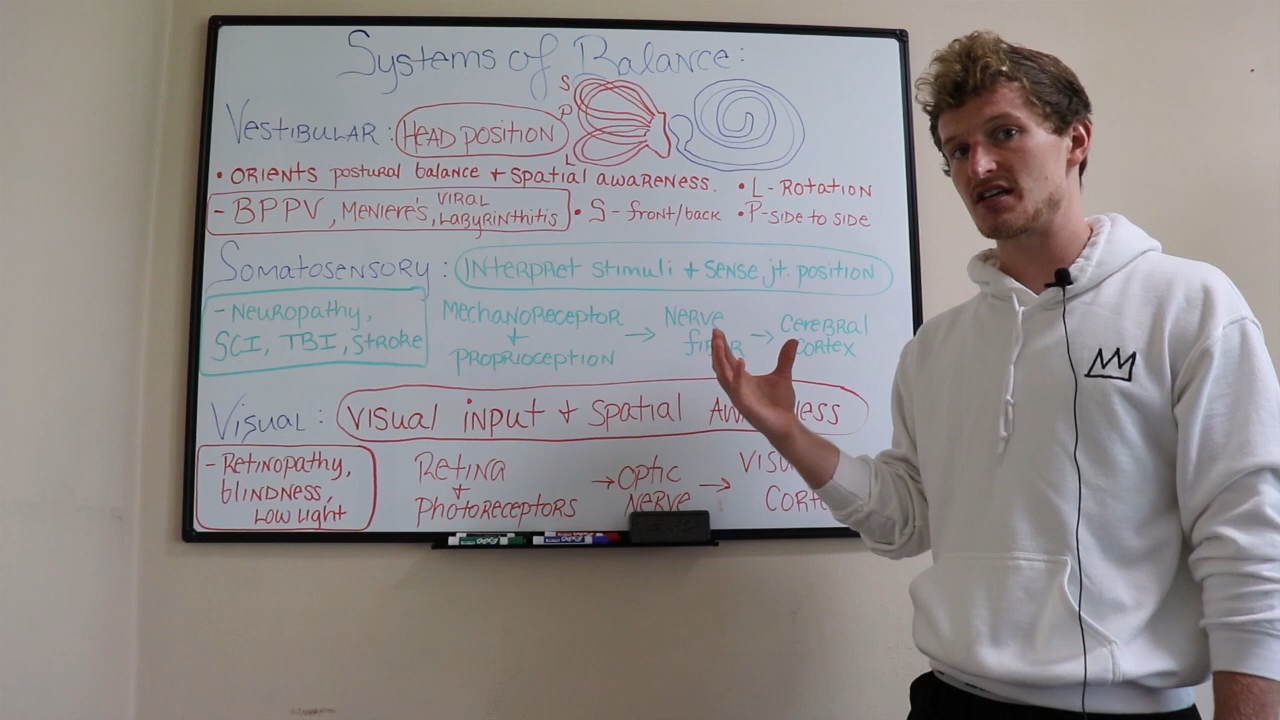 Systems of Balance:
S
P
L
Vestibular: Head position
• Orients postural balance + spatial awareness.
• L - Rotation
- BPPV, Meniere's, Viral Labyrinthitis
• S - front/back
• P - side to side
Somatosensory: Interpret stimuli + sense jt. position
- Neuropathy,
SCI, TBI, Stroke
Mechanoreceptor
+
Proprioception
→ Nerve
fiber
→ Cerebral
Cortex
Visual: Visual input + Spatial Awareness
- Retinopathy,
blindness,
Low light
Retina
+
Photoreceptors
→ Optic
Nerve
→